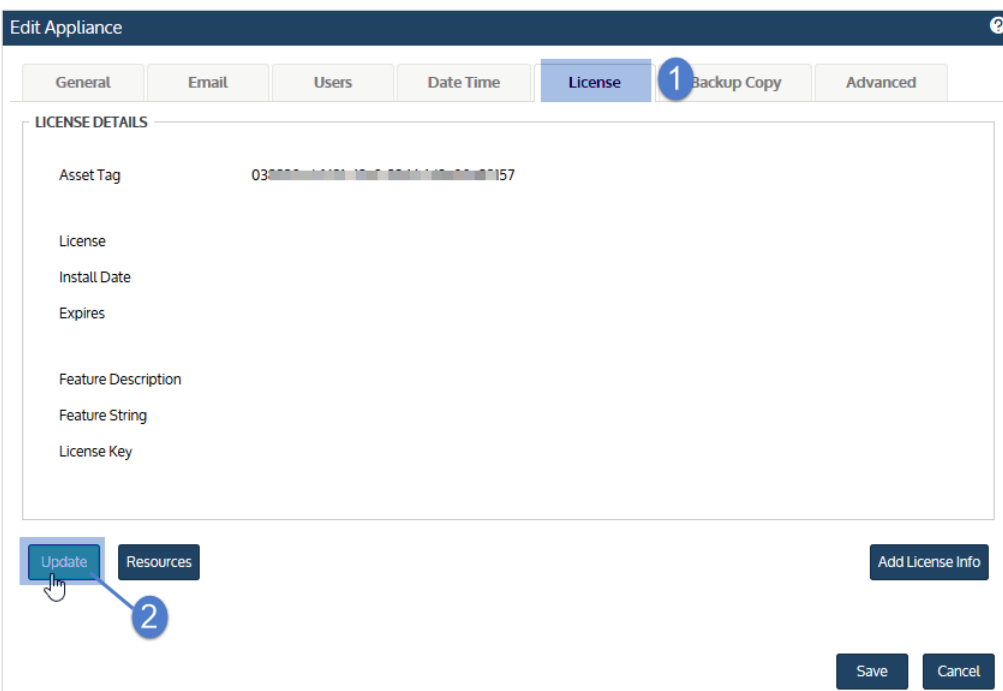 Edit Appliance
General Email Users Date Time License 1 Backup Copy Advanced
LICENSE DETAILS
Asset Tag
License
Install Date
Expires
Feature Description
Feature String
License Key
Update Resources Add License Info
2
Save Cancel